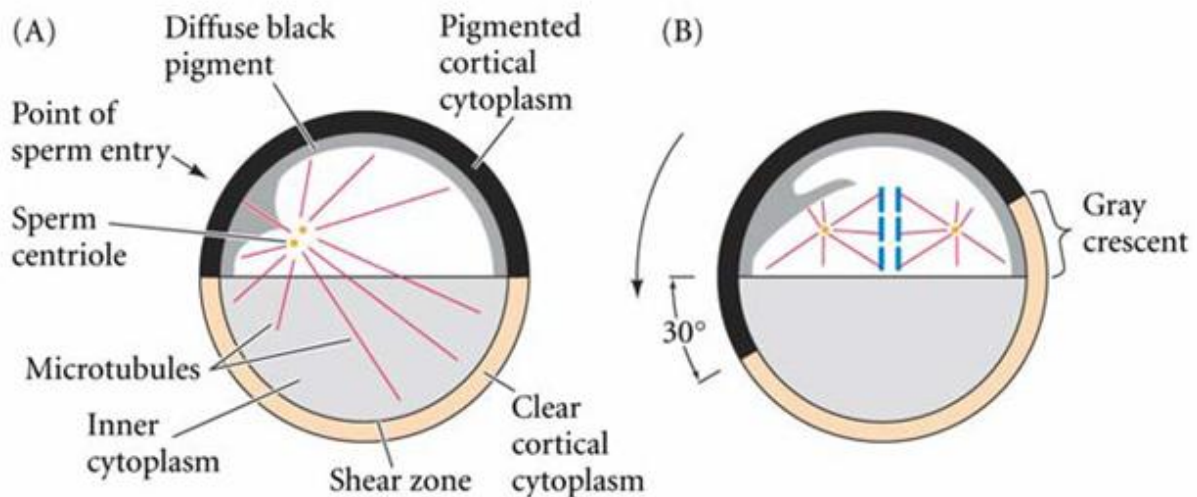 (A)
Diffuse black
pigment
Pigmented
cortical
cytoplasm
Point of
sperm entry
Sperm
centriole
Microtubules
Inner
cytoplasm
Shear zone
Clear
cortical
cytoplasm
(B)
Gray
crescent
30°